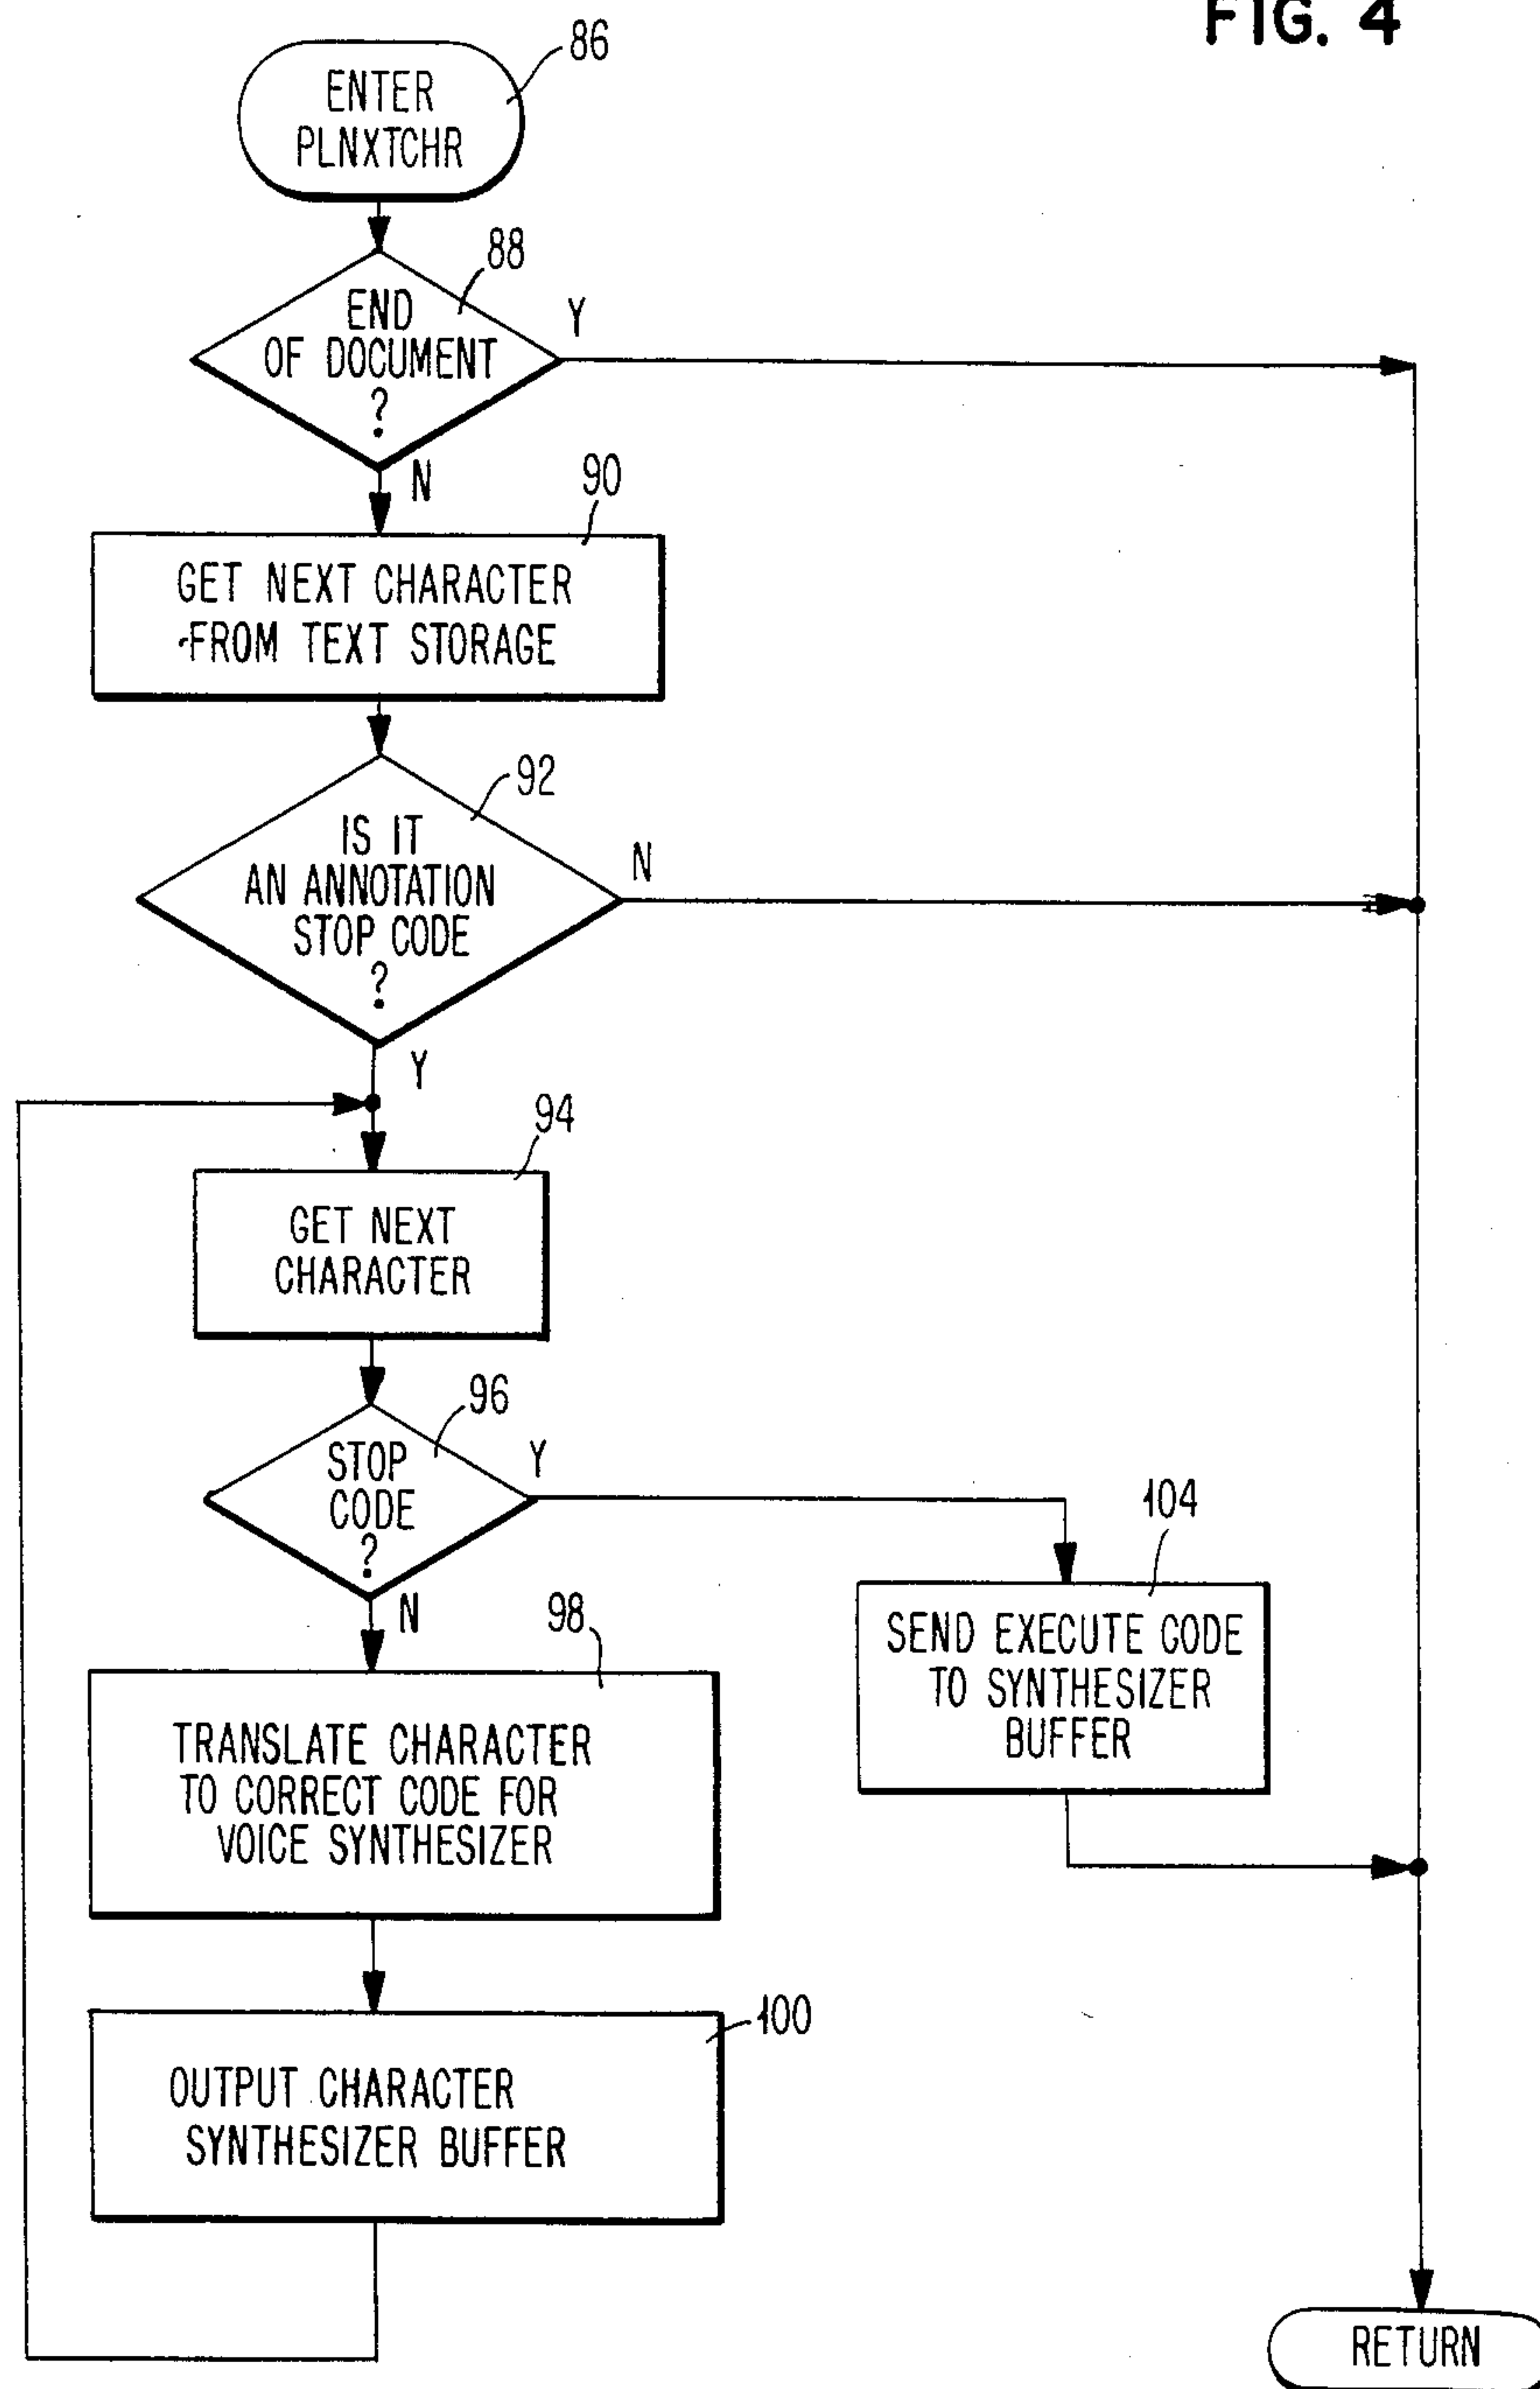 FIG. 4
86
ENTER
PLNXTCHR
88
END
OF DOCUMENT
?
Y
N
90
GET NEXT CHARACTER
FROM TEXT STORAGE
92
IS IT
AN ANNOTATION
STOP CODE
?
N
Y
94
GET NEXT
CHARACTER
96
STOP
CODE
?
Y
N
104
SEND EXECUTE CODE
TO SYNTHESIZER
BUFFER
98
TRANSLATE CHARACTER
TO CORRECT CODE FOR
VOICE SYNTHESIZER
100
OUTPUT CHARACTER
SYNTHESIZER BUFFER
RETURN